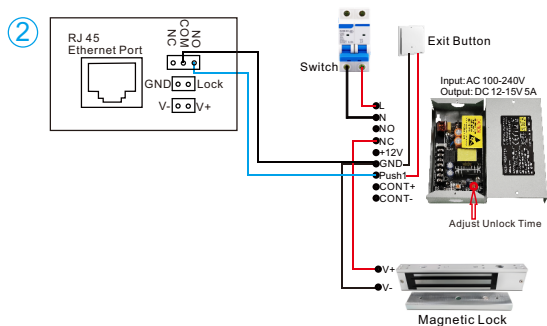 2
RJ 45
Ethernet Port
NC
COM
NO
GND
Lock
V-
V+
Switch
Exit Button
Input: AC 100-240V
Output: DC 12-15V 5A
L
N
NO
NC
+12V
GND
Push1
CONT+
CONT-
Adjust Unlock Time
V+
V-
Magnetic Lock